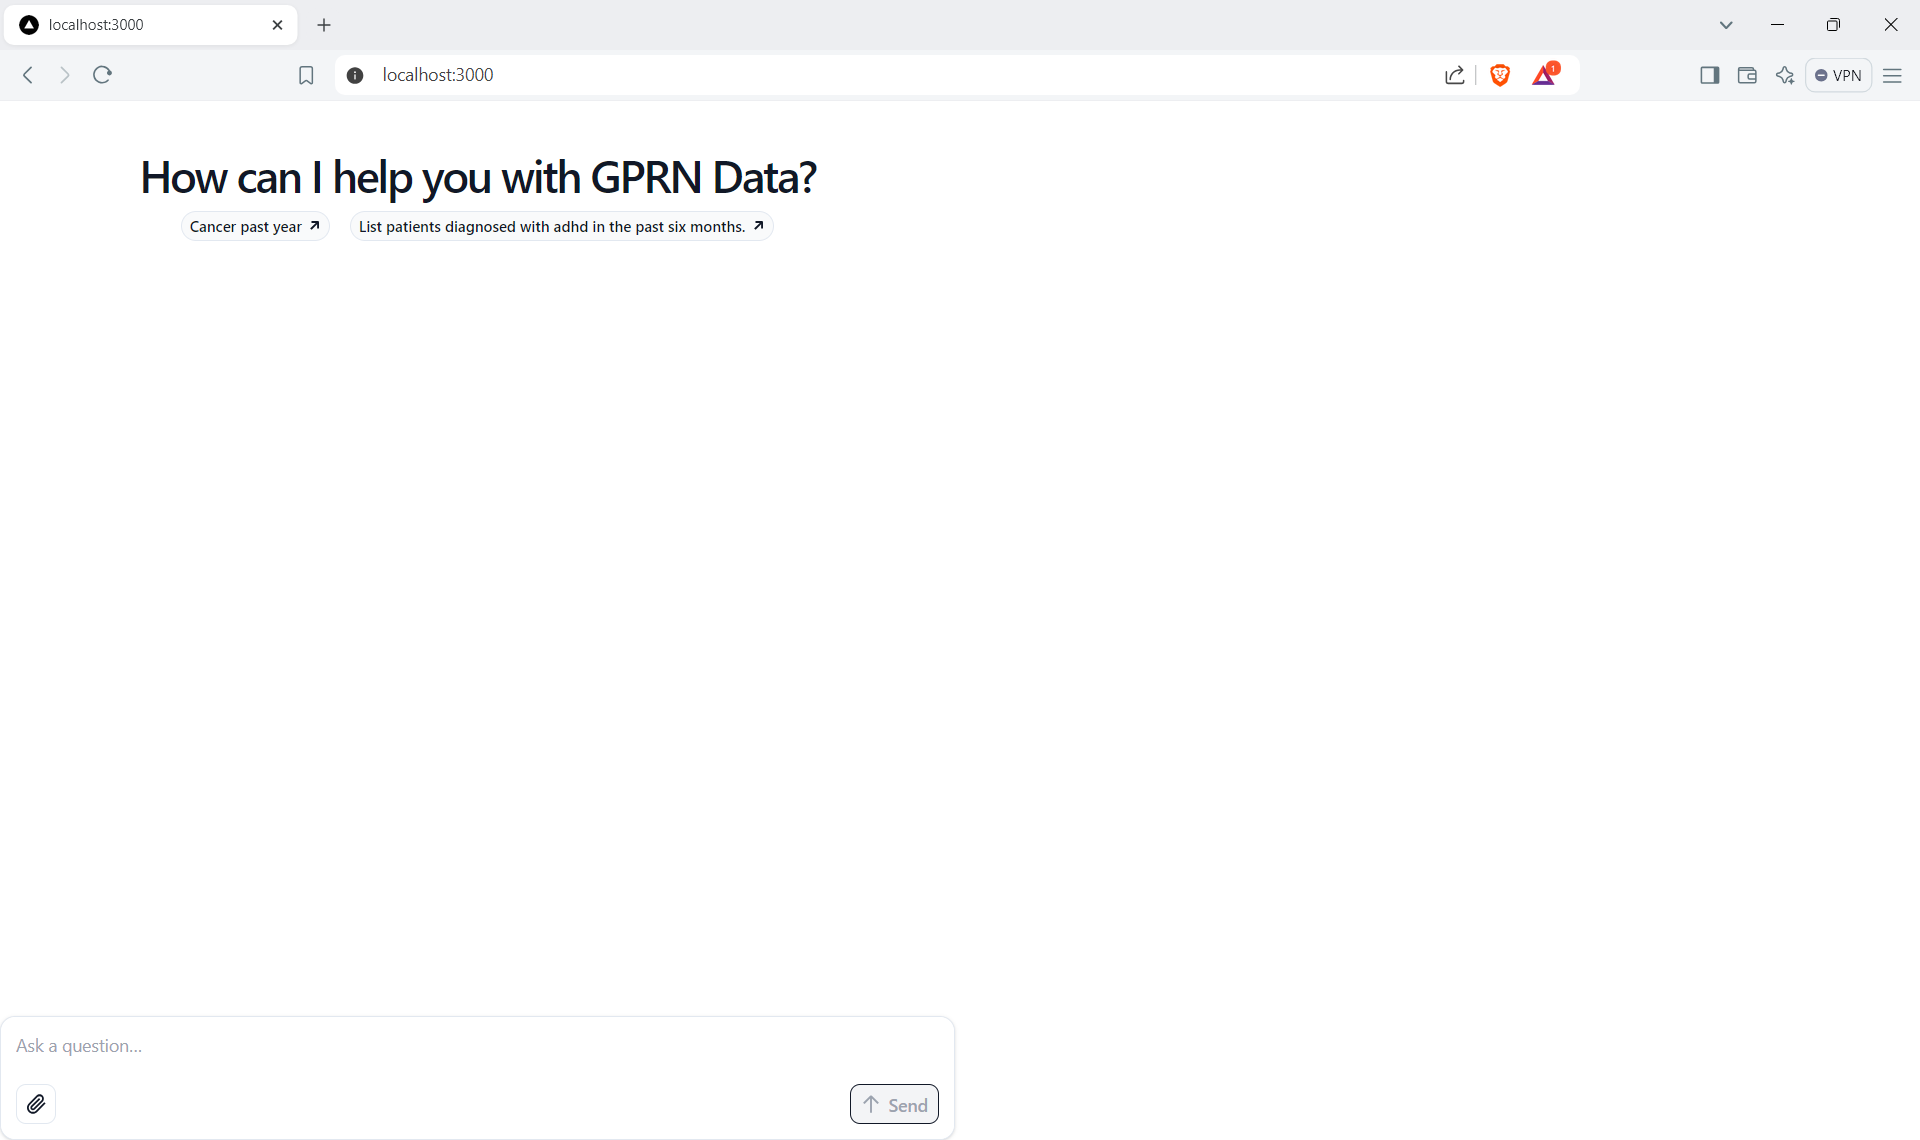 localhost:3000
localhost:3000
1
VPN
How can I help you with GPRN Data?
Cancer past year
List patients diagnosed with adhd in the past six months.
Ask a question...
Send